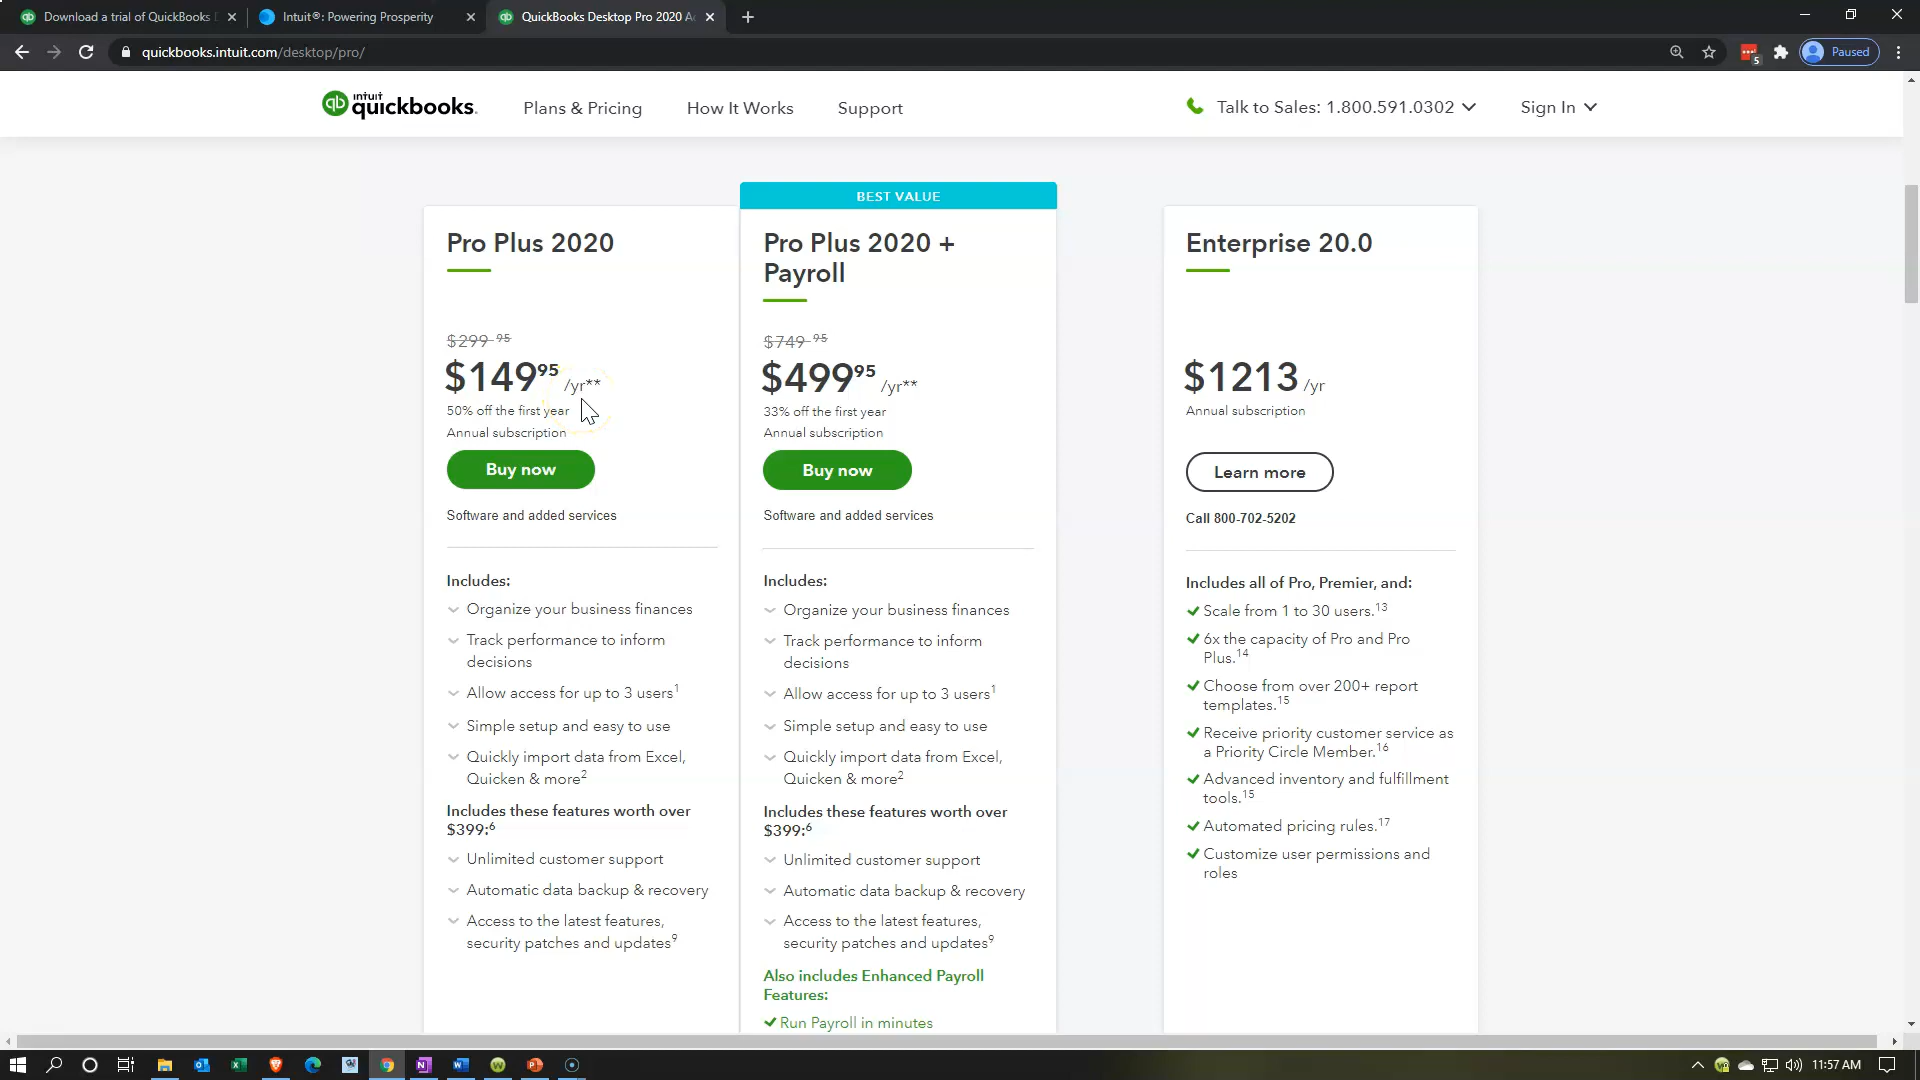 Download a trial of QuickBooks
Intuit®: Powering Prosperity
QuickBooks Desktop Pro 2020 Ac
quickbooks.intuit.com/desktop/pro/
5
Paused
intuit
quickbooks.
Plans & Pricing
How It Works
Support
Talk to Sales: 1.800.591.0302
Sign In
BEST VALUE
Pro Plus 2020
$299 95
$149 95 /yr**
50% off the first year
Annual subscription
Buy now
Software and added services
Includes:
Organize your business finances
Track performance to inform
decisions
Allow access for up to 3 users1
Simple setup and easy to use
Quickly import data from Excel,
Quicken & more2
Includes these features worth over
$399:6
Unlimited customer support
Automatic data backup & recovery
Access to the latest features,
security patches and updates9
Pro Plus 2020 +
Payroll
$749 95
$499 95 /yr**
33% off the first year
Annual subscription
Buy now
Software and added services
Includes:
Organize your business finances
Track performance to inform
decisions
Allow access for up to 3 users1
Simple setup and easy to use
Quickly import data from Excel,
Quicken & more2
Includes these features worth over
$399:6
Unlimited customer support
Automatic data backup & recovery
Access to the latest features,
security patches and updates9
Also includes Enhanced Payroll
Features:
Run Payroll in minutes
Enterprise 20.0
$1213 /yr
Annual subscription
Learn more
Call 800-702-5202
Includes all of Pro, Premier, and:
Scale from 1 to 30 users.13
6x the capacity of Pro and Pro
Plus.14
Choose from over 200+ report
templates.15
Receive priority customer service as
a Priority Circle Member.16
Advanced inventory and fulfillment
tools.15
Automated pricing rules.17
Customize user permissions and
roles
11:57 AM